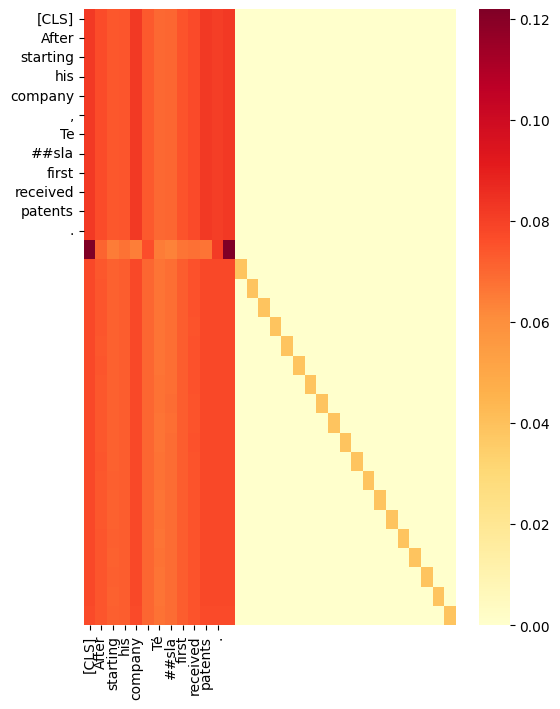 [CLS]
After
starting
his
company
,
Te
##sla
first
received
patents
.
0.12
0.10
0.08
0.06
0.04
0.02
0.00
[CLS]
After
starting
his
company
,
Te
##sla
first
received
patents
.